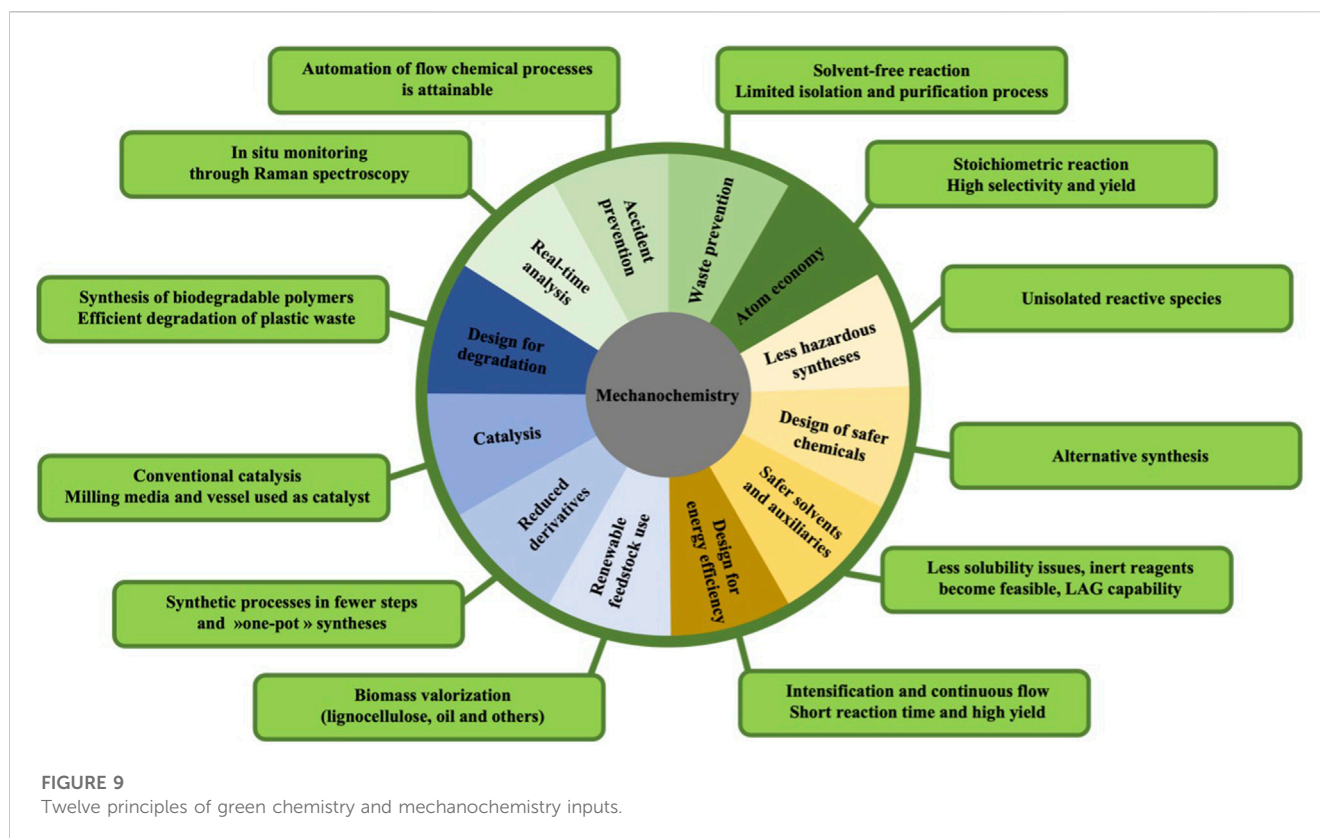 Automation of flow chemical processes
is attainable
Solvent-free reaction
Limited isolation and purification process
In situ monitoring
through Raman spectroscopy
Stoichiometric reaction
High selectivity and yield
Synthesis of biodegradable polymers
Efficient degradation of plastic waste
Unisolated reactive species
Conventional catalysis
Milling media and vessel used as catalyst
Alternative synthesis
Synthetic processes in fewer steps
and »one-pot » syntheses
Less solubility issues, inert reagents
become feasible, LAG capability
Biomass valorization
(lignocellulose, oil and others)
Intensification and continuous flow
Short reaction time and high yield
Mechanochemistry
Waste prevention
Atom economy
Less hazardous
syntheses
Design of safer
chemicals
Safer solvents
and auxiliaries
Design for
energy efficiency
Renewable
feedstock use
Reduced
derivatives
Catalysis
Design for
degradation
Real-time
analysis
Accident
prevention
FIGURE 9
Twelve principles of green chemistry and mechanochemistry inputs.